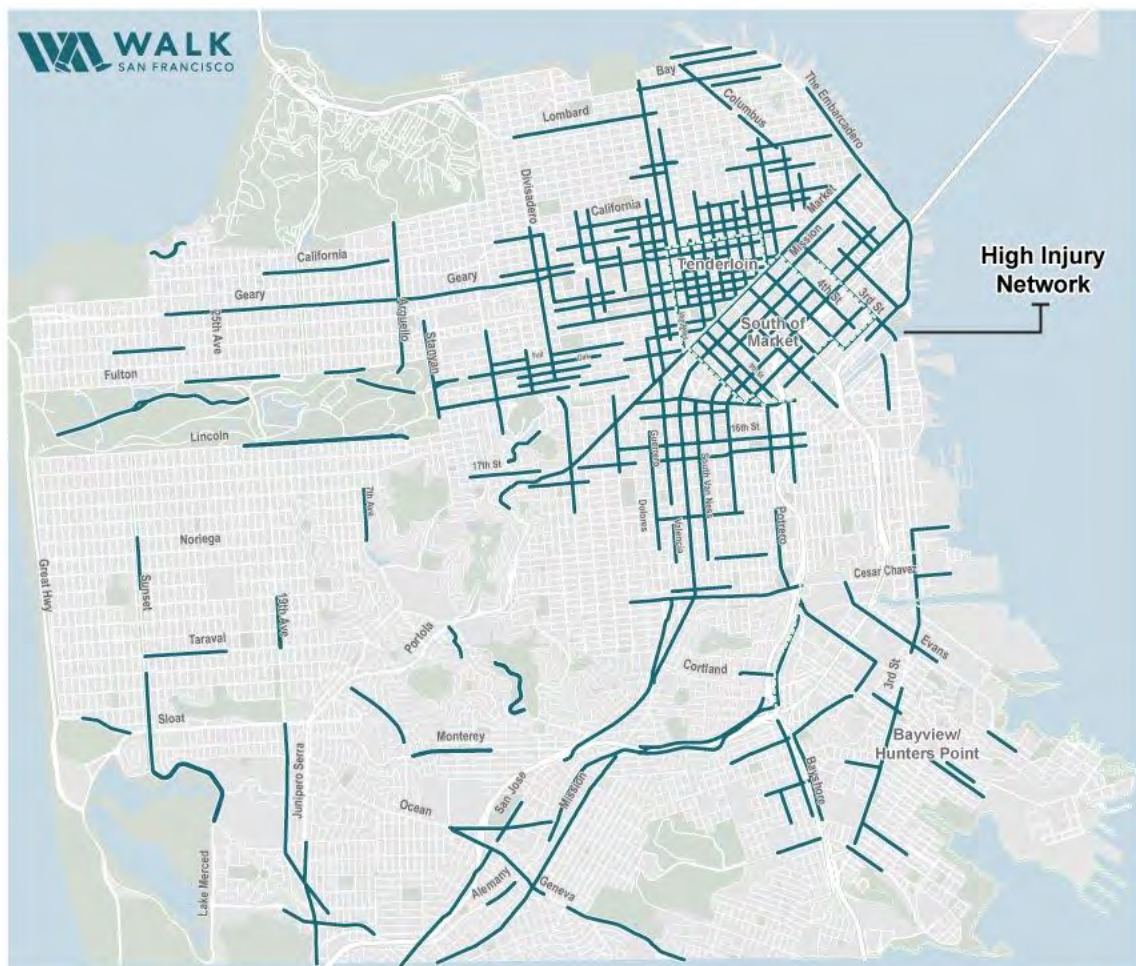 WALK
SAN FRANCISCO
Bay
The Embarcadero
Columbus
Lombard
Divisadero
California
Market
Mission
High Injury
Network
California
Tenderloin
Geary
Geary
4th St
3rd St
25th Ave
Arguello
South of
Market
Stanyan
Fell
Oak
Fulton
Lincoln
16th St
Guerrero
17th St
South Van Ness
7th Ave
Dolores
Valencia
Potrero
Noriega
Great Hwy
Sunset
Cesar Chavez
19th Ave
Taraval
Portola
Evans
Cortland
3rd St
Sloat
Monterey
Bayview/
Hunters Point
Junipero Serra
San Jose
Mission
Bayshore
Ocean
Alemany
Geneva
Lake Merced